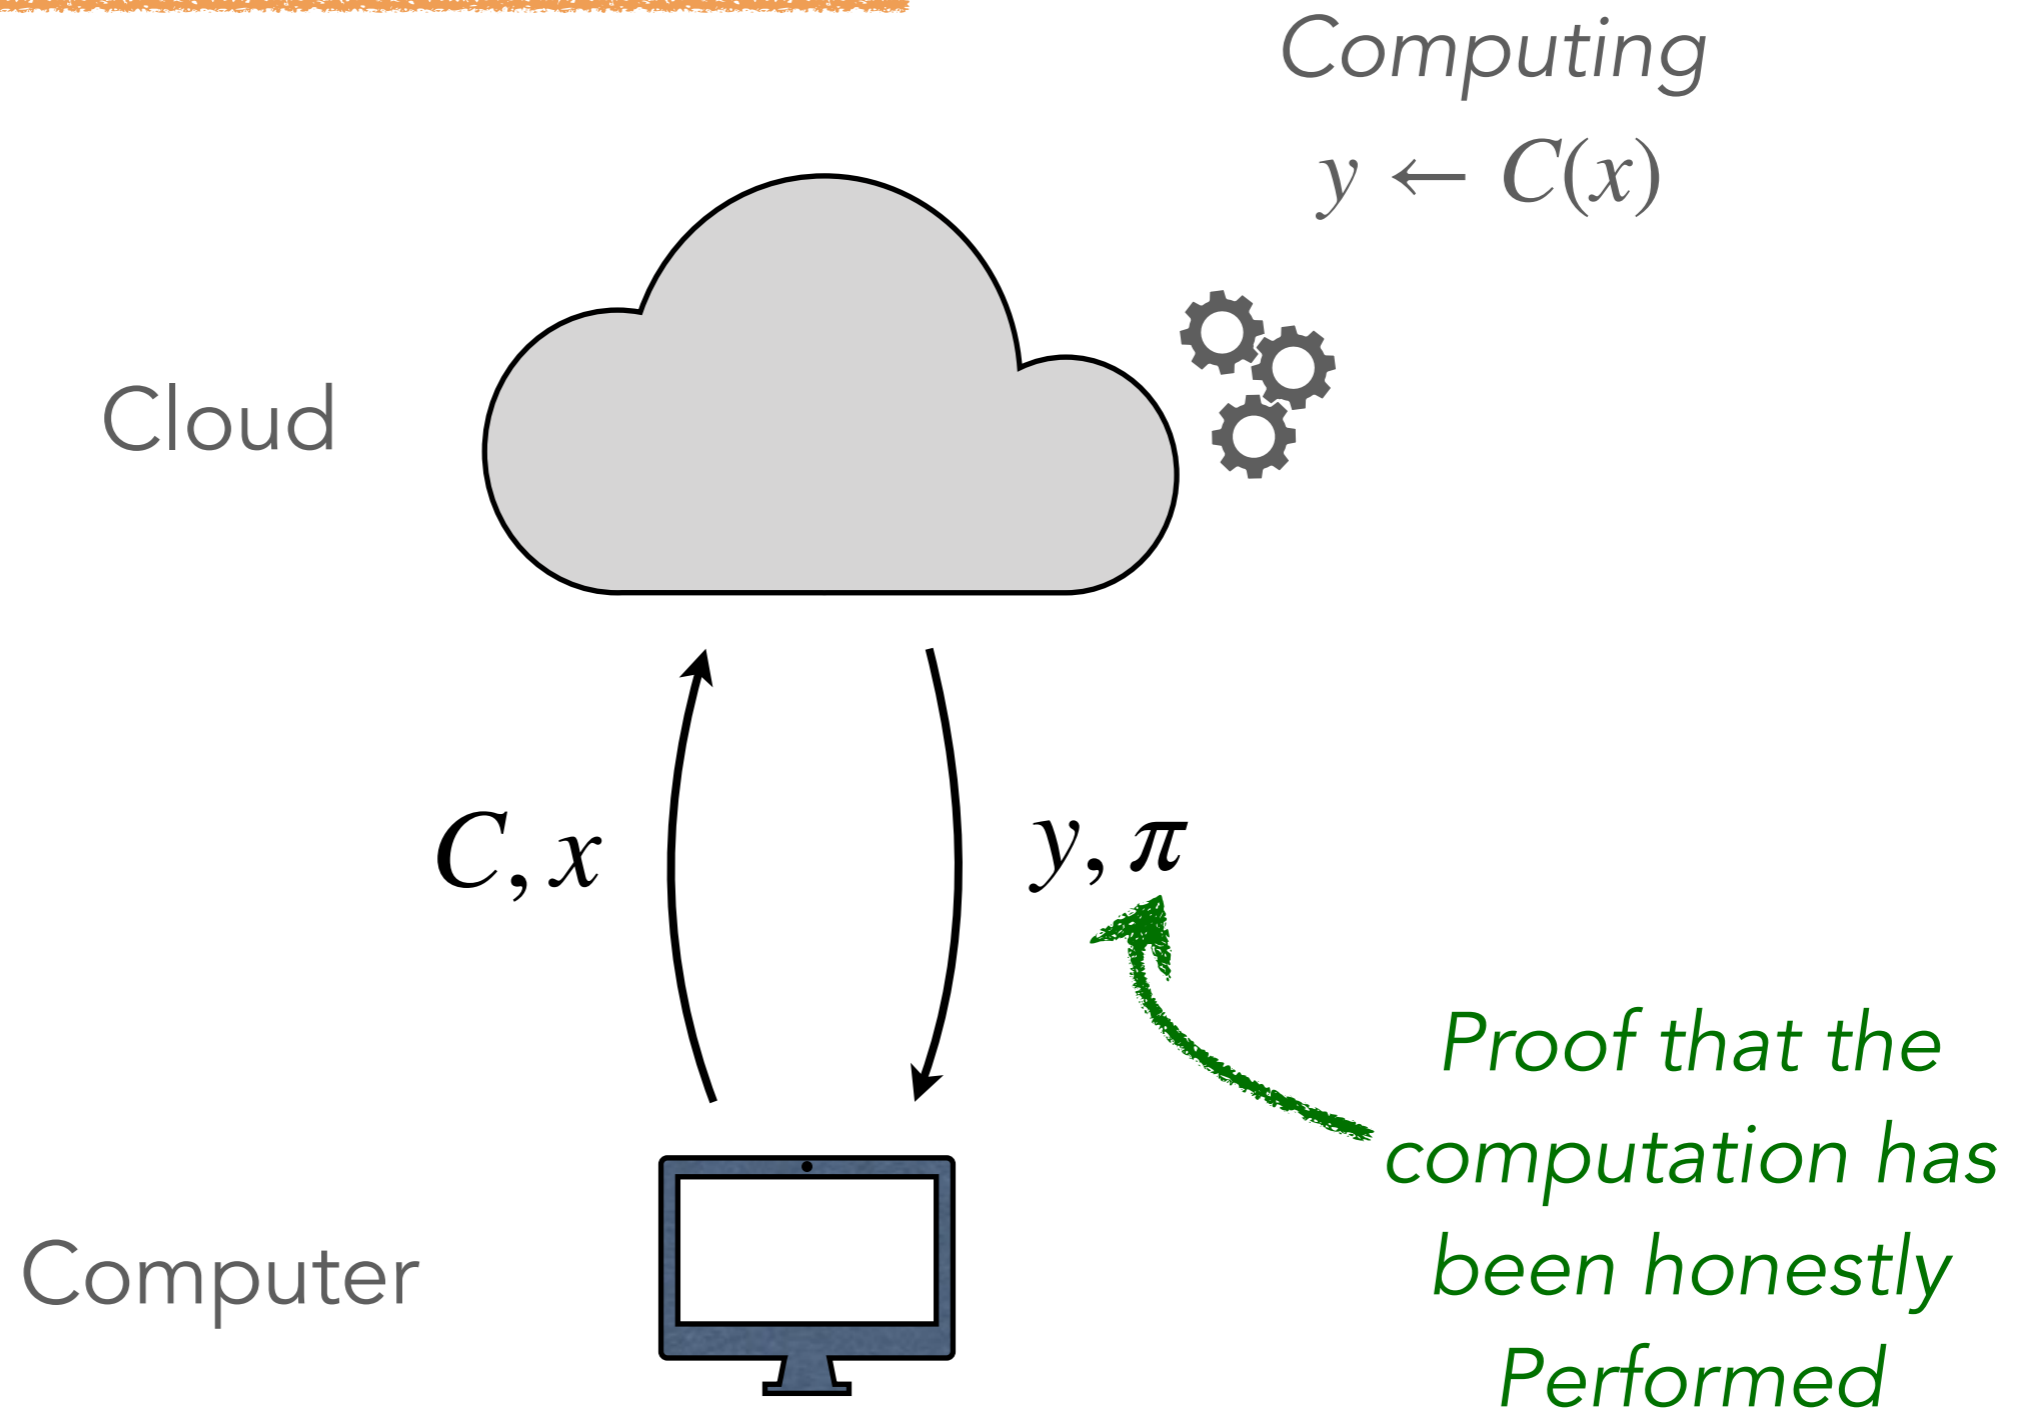 Computing
y ← C(x)
Cloud
C, x
y, π
Proof that the
computation has
been honestly
Performed
Computer